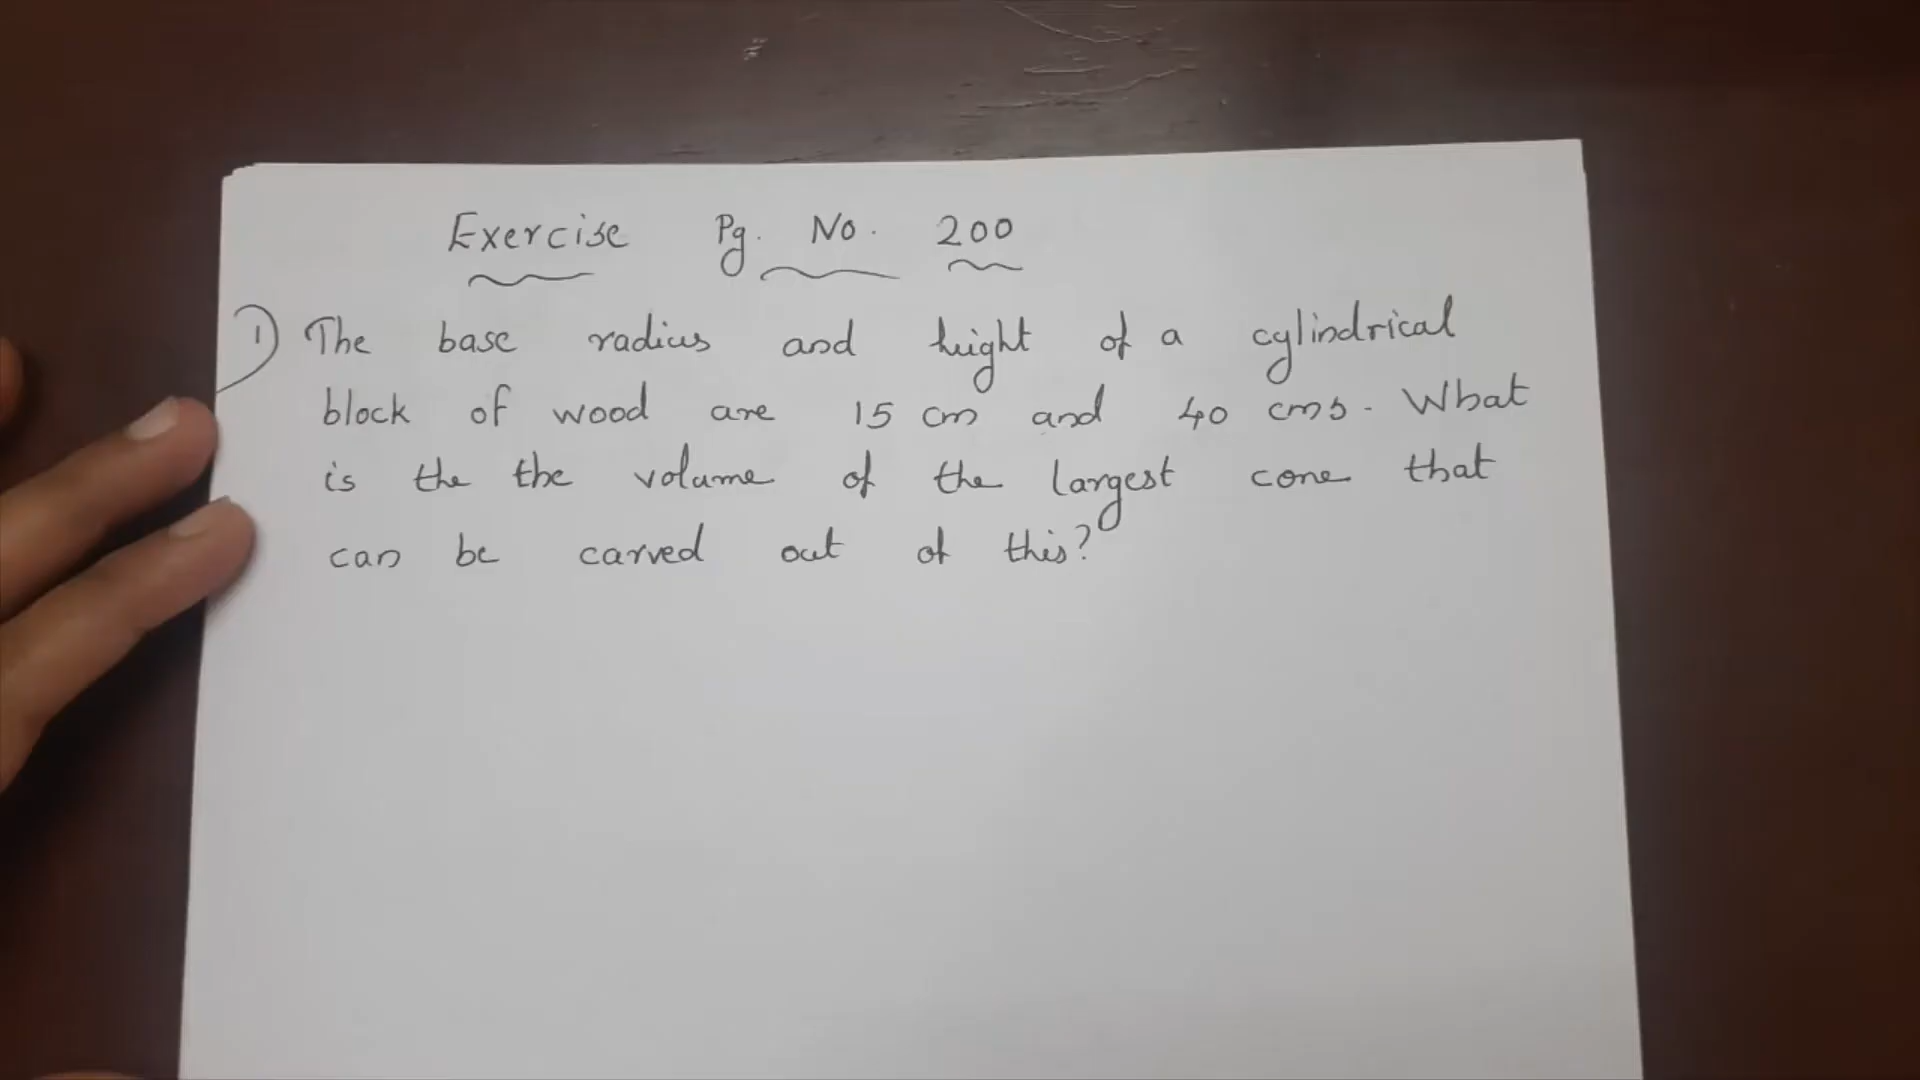 Exercise Pg. No. 200
1) The base radius and height of a cylindrical
block of wood are 15 cm and 40 cms. What
is the the volume of the largest cone that
can be carved out of this?